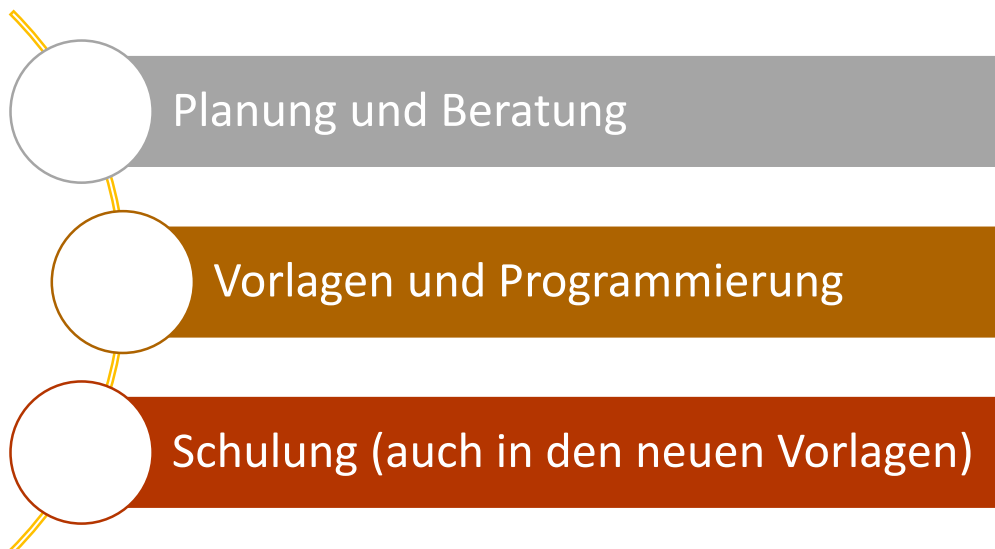 Planung und Beratung
Vorlagen und Programmierung
Schulung (auch in den neuen Vorlagen)